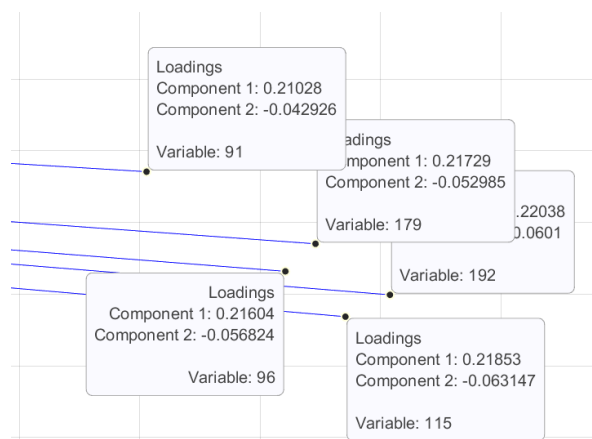 Loadings
Component 1: 0.21028
Component 2: -0.042926
Variable: 91
adings
mponent 1: 0.21729
Component 2: -0.052985
Variable: 179
.22038
0.0601
Variable: 192
Loadings
Component 1: 0.21604
Component 2: -0.056824
Variable: 96
Loadings
Component 1: 0.21853
Component 2: -0.063147
Variable: 115